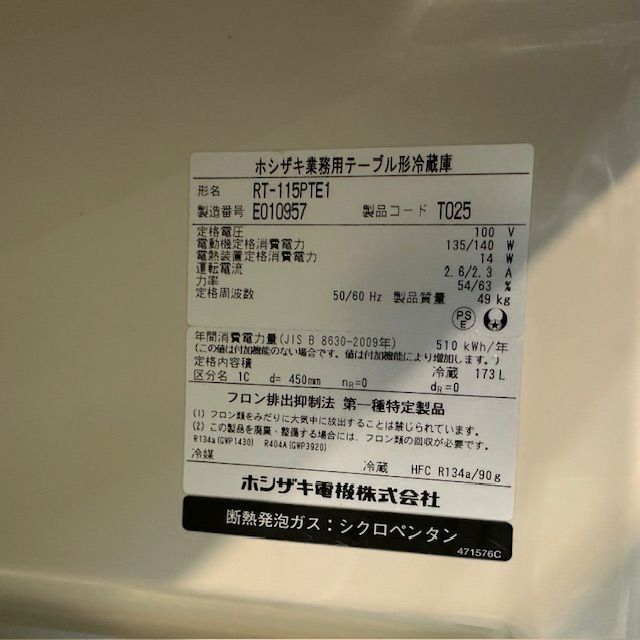 ホシザキ業務用テーブル形冷蔵庫
形名 RT-115PTE1
製造番号 E010957 製品コード T025
定格電圧 100 V
電動機定格消費電力 135/140 W
電熱装置定格消費電力 14 W
運転電流 2.6/2.3 A
力率 54/63 %
定格周波数 50/60 Hz 製品質量 49 kg
PS E
年間消費電力量(JIS B 8630-2009年) 510 kWh/年
(この値は付加機能のない場合です。値は付加機能により増加します。)
定格内容積 冷蔵 173L
区分名 1C d= 450mm nR=0 dR=0
フロン排出抑制法 第一種特定製品
(1) フロン類をみだりに大気中に放出することは禁じられています。
(2) この製品を廃棄・整備する場合には、フロン類の回収が必要です。
R134a(GWP1430) R404A(GWP3920)
冷媒 冷蔵 HFC R134a/90g
ホシザキ電機株式会社
断熱発泡ガス：シクロペンタン
471576C